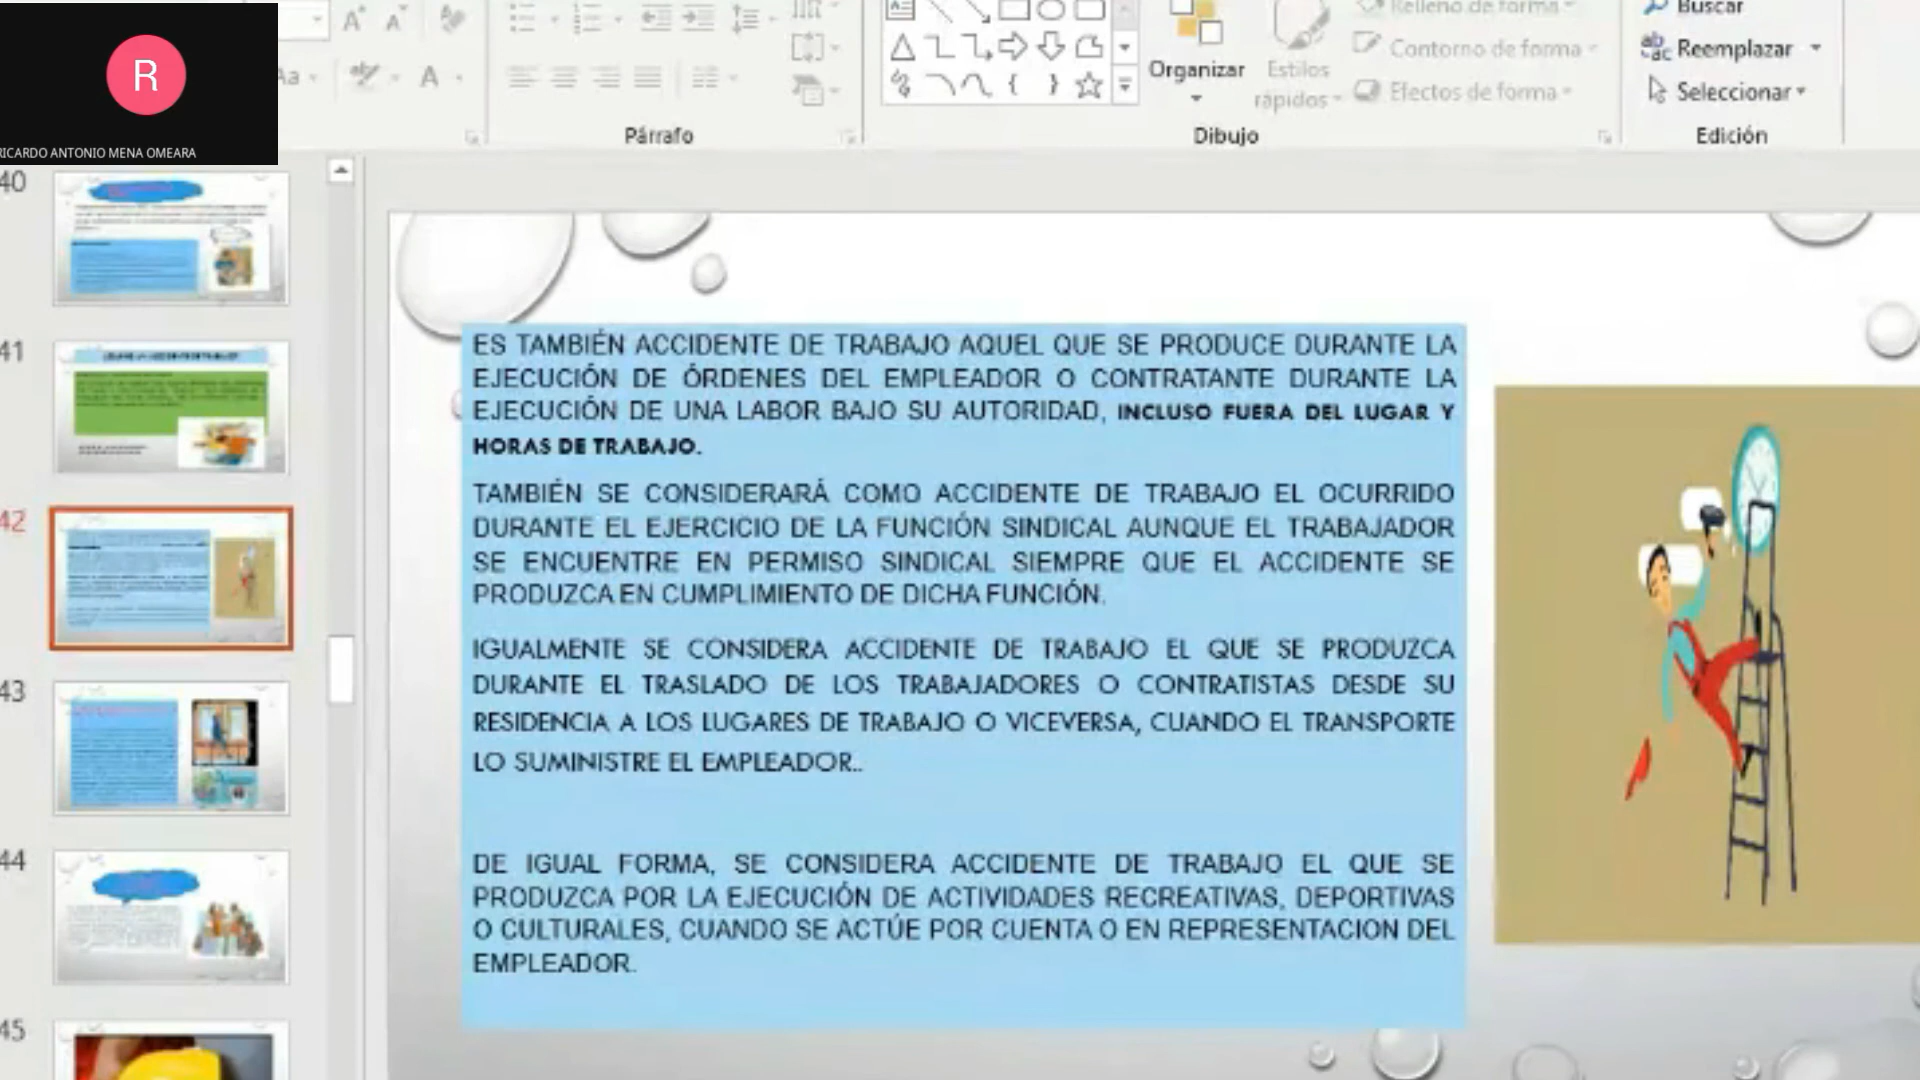 R
RICARDO ANTONIO MENA OMEARA
Aa
A
Párrafo
Organizar
Estilos
rápidos
Relleno de forma
Contorno de forma
Efectos de forma
Dibujo
Buscar
Reemplazar
Seleccionar
Edición
40
41
42
43
44
45
ES TAMBIÉN ACCIDENTE DE TRABAJO AQUEL QUE SE PRODUCE DURANTE LA
EJECUCIÓN DE ÓRDENES DEL EMPLEADOR O CONTRATANTE DURANTE LA
EJECUCIÓN DE UNA LABOR BAJO SU AUTORIDAD, INCLUSO FUERA DEL LUGAR Y
HORAS DE TRABAJO.
TAMBIÉN SE CONSIDERARÁ COMO ACCIDENTE DE TRABAJO EL OCURRIDO
DURANTE EL EJERCICIO DE LA FUNCIÓN SINDICAL AUNQUE EL TRABAJADOR
SE ENCUENTRE EN PERMISO SINDICAL SIEMPRE QUE EL ACCIDENTE SE
PRODUZCA EN CUMPLIMIENTO DE DICHA FUNCIÓN.
IGUALMENTE SE CONSIDERA ACCIDENTE DE TRABAJO EL QUE SE PRODUZCA
DURANTE EL TRASLADO DE LOS TRABAJADORES O CONTRATISTAS DESDE SU
RESIDENCIA A LOS LUGARES DE TRABAJO O VICEVERSA, CUANDO EL TRANSPORTE
LO SUMINISTRE EL EMPLEADOR..
DE IGUAL FORMA, SE CONSIDERA ACCIDENTE DE TRABAJO EL QUE SE
PRODUZCA POR LA EJECUCIÓN DE ACTIVIDADES RECREATIVAS, DEPORTIVAS
O CULTURALES, CUANDO SE ACTÚE POR CUENTA O EN REPRESENTACION DEL
EMPLEADOR.